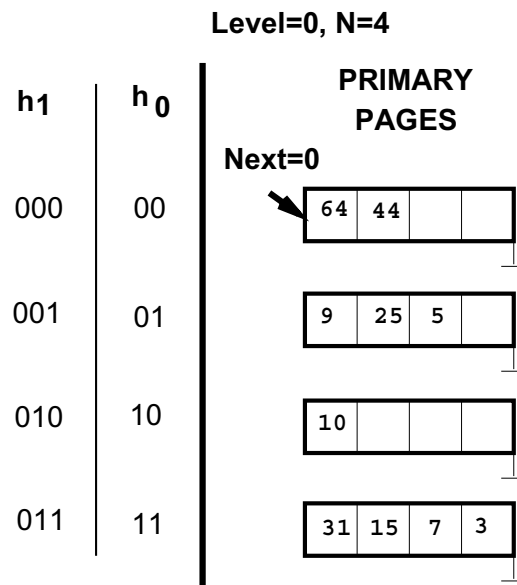 Level=0, N=4
h1 h0 PRIMARY
PAGES
Next=0
000 00 64 44
001 01 9 25 5
010 10 10
011 11 31 15 7 3